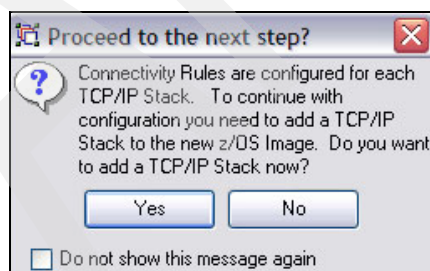 Proceed to the next step?
Connectivity Rules are configured for each
TCP/IP Stack. To continue with
configuration you need to add a TCP/IP
Stack to the new z/OS Image. Do you want
to add a TCP/IP Stack now?
Yes No
Do not show this message again